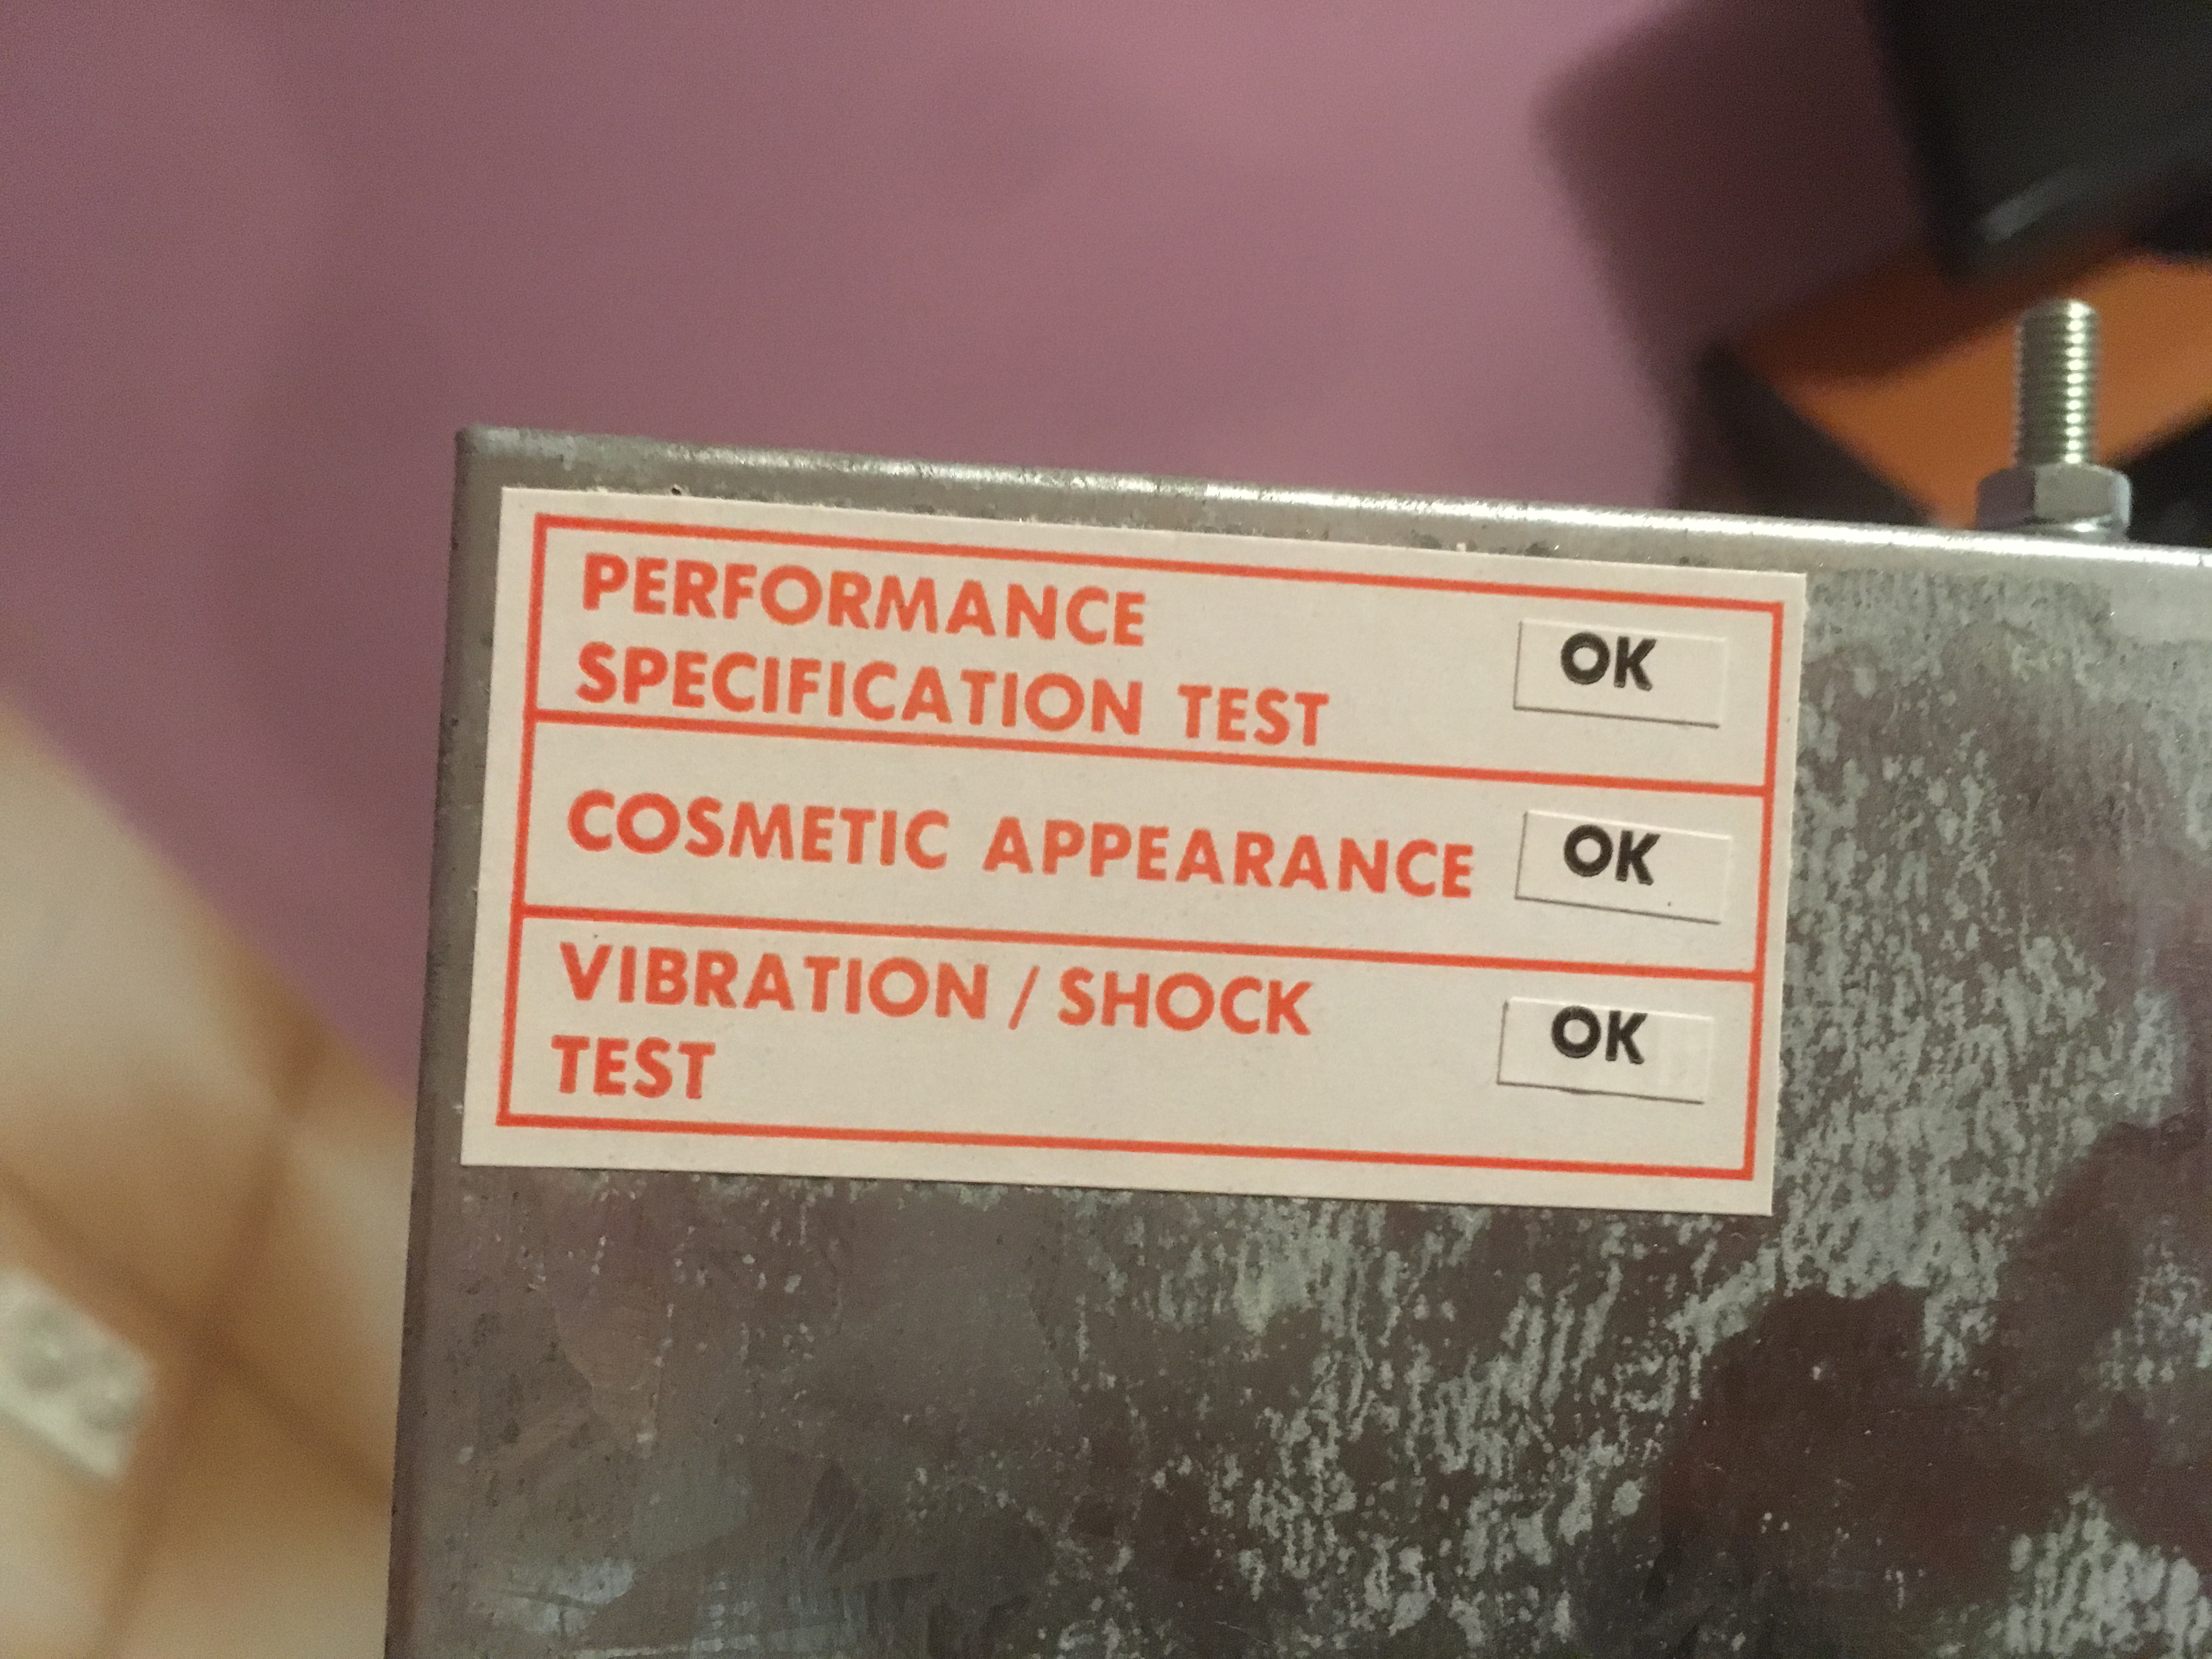 PERFORMANCE
SPECIFICATION TEST OK
COSMETIC APPEARANCE OK
VIBRATION / SHOCK
TEST OK